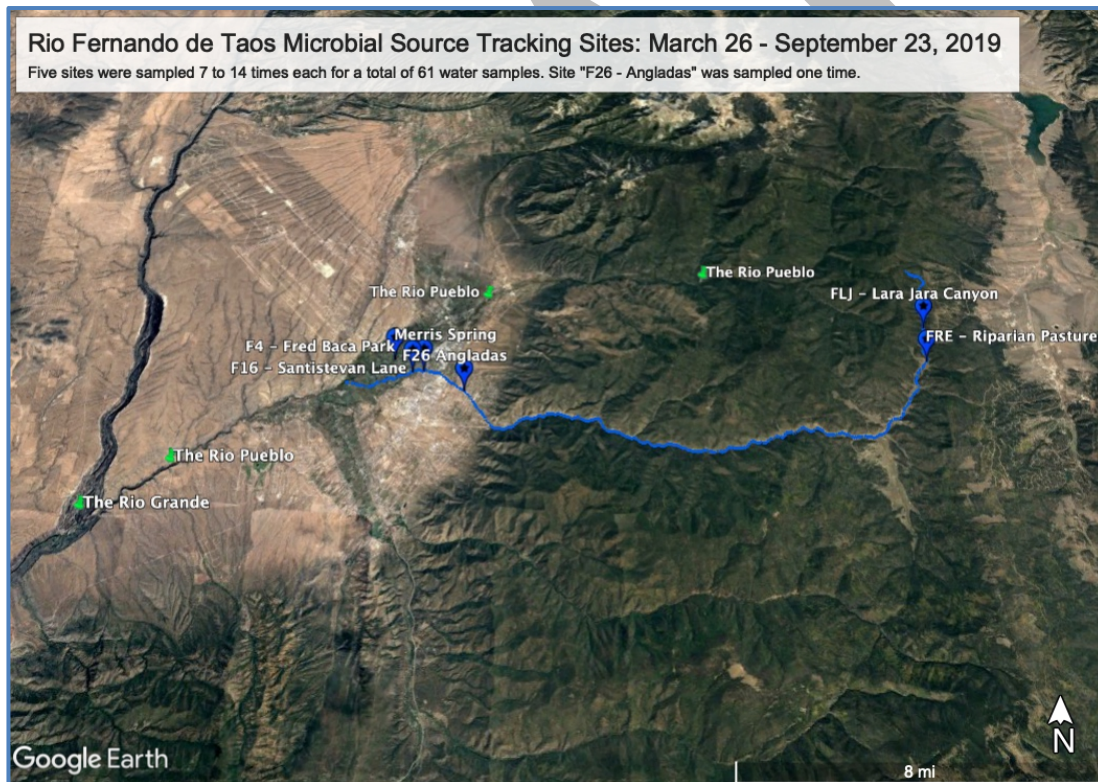 Rio Fernando de Taos Microbial Source Tracking Sites: March 26 - September 23, 2019
Five sites were sampled 7 to 14 times each for a total of 61 water samples. Site "F26 - Angladas" was sampled one time.
The Rio Pueblo
The Rio Pueblo
FLJ - Lara Jara Canyon
Merris Spring
FRE - Riparian Pasture
F4 - Fred Baca Park
F26 Angladas
F16 - Santistevan Lane
The Rio Pueblo
The Rio Grande
N
Google Earth
8 mi